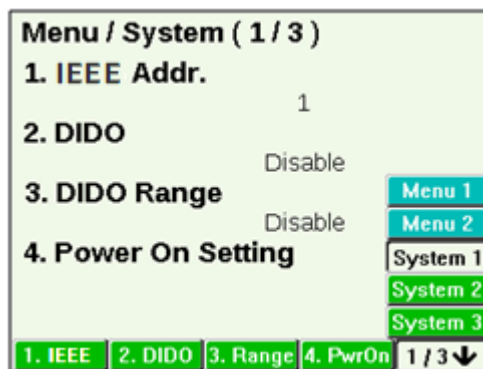 Menu / System ( 1 / 3 )
1. IEEE Addr.
1
2. DIDO
Disable
3. DIDO Range
Disable
4. Power On Setting
Menu 1
Menu 2
System 1
System 2
System 3
1. IEEE 2. DIDO 3. Range 4. PwrOn 1 / 3 ↓